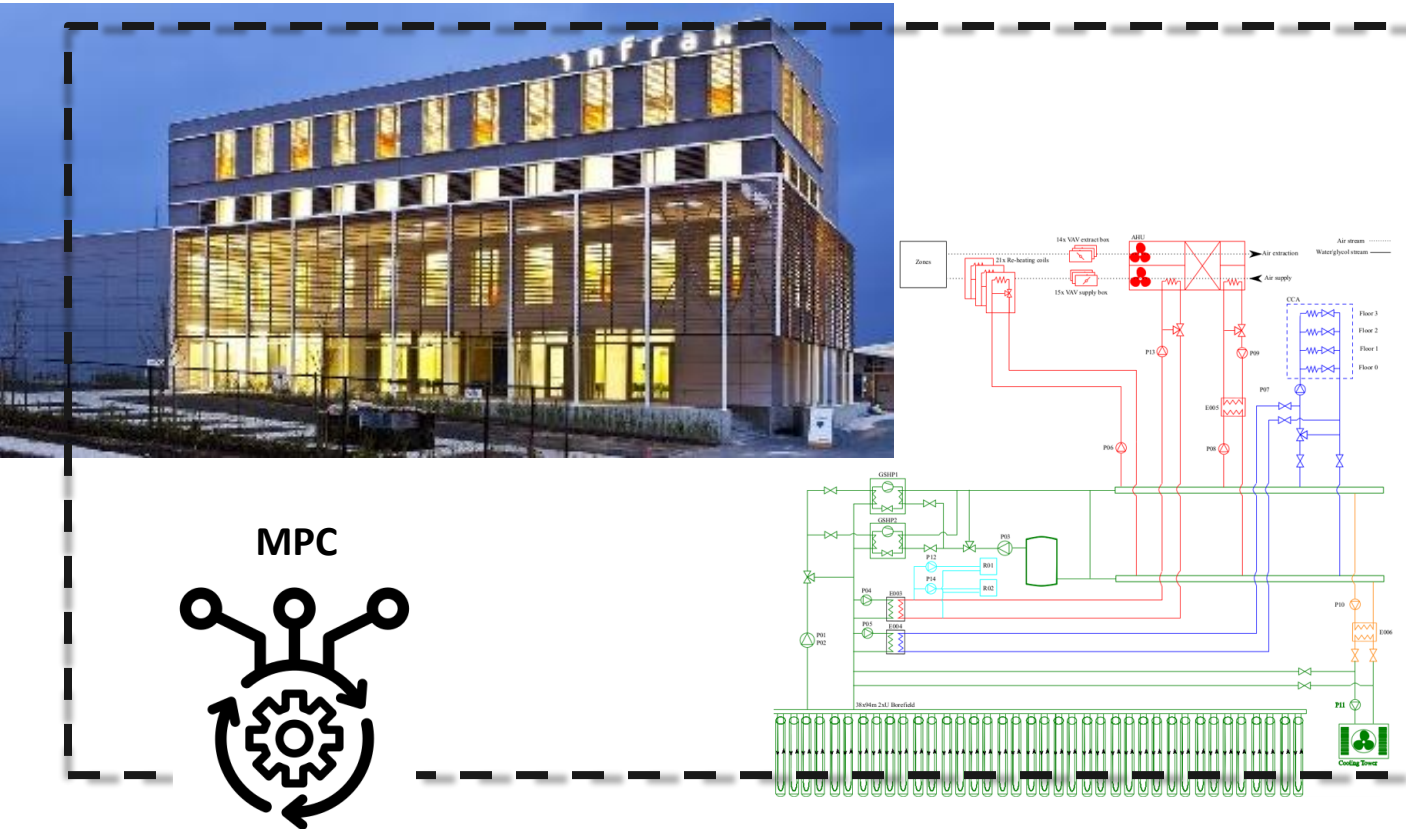 infrax
14x VAV extract box
AHU
Air stream
Air extraction
Water/glycol stream
Zones
21x Re-heating coils
Air supply
15x VAV supply box
CCA
Floor 3
Floor 2
P13
P09
Floor 1
Floor 0
P07
E005
P06
P08
GSHP1
GSHP2
MPC
P03
P12
R01
P14
R02
P04
E003
P10
P05
E004
E006
P01
P02
38x94m 2xU Borefield
P11
Cooling Tower